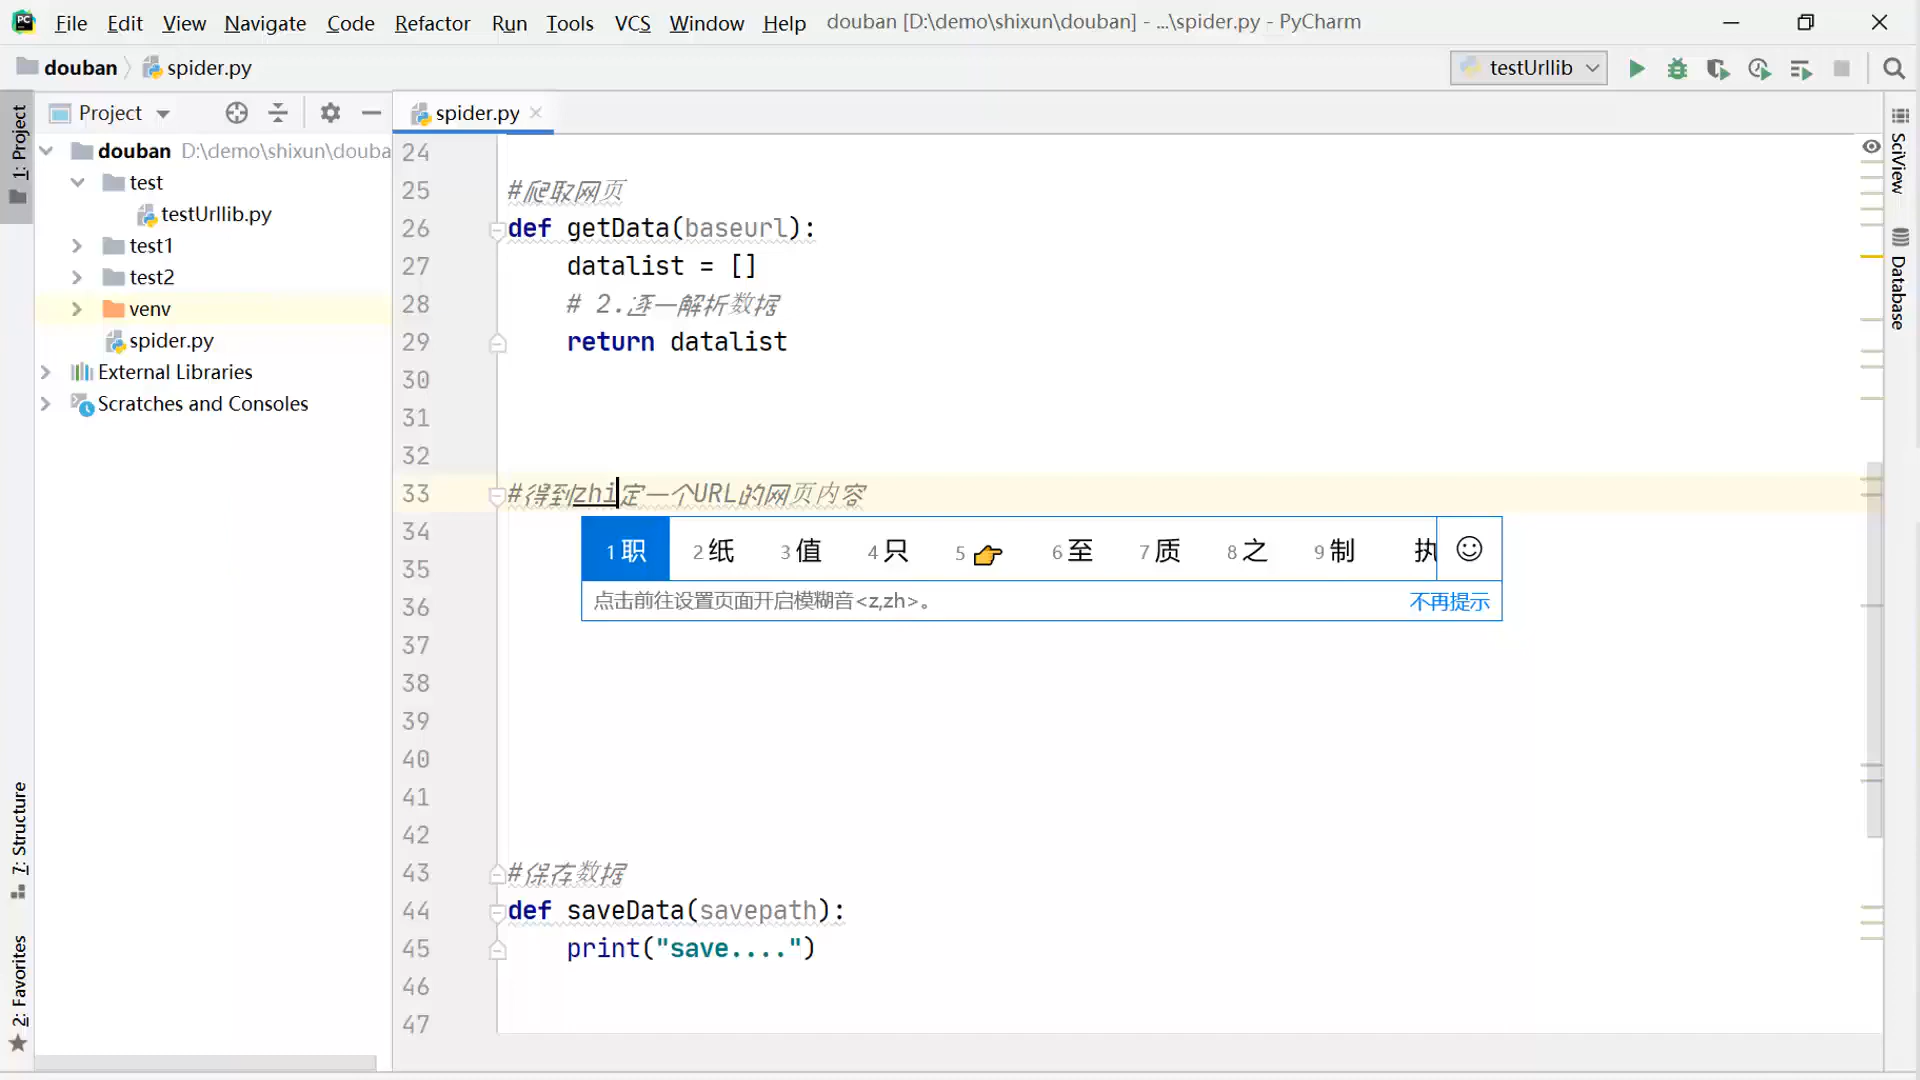 File Edit View Navigate Code Refactor Run Tools VCS Window Help douban [D:\demo\shixun\douban] - ...\spider.py - PyCharm
douban spider.py testUrllib
1: Project
Project
spider.py
douban D:\demo\shixun\douba
test
testUrllib.py
test1
test2
venv
spider.py
External Libraries
Scratches and Consoles
7: Structure
2: Favorites
24
25 #爬取网页
26 def getData(baseurl):
27 datalist = []
28 # 2.逐一解析数据
29 return datalist
30
31
32
33 #得到zhi定一个URL的网页内容
34
35
36
37
38
39
40
41
42
43 #保存数据
44 def saveData(savepath):
45 print("save....")
46
47
1 职 2 纸 3 值 4 只 5 👉 6 至 7 质 8 之 9 制 执
点击前往设置页面开启模糊音<z,zh>。 不再提示
SciView
Database